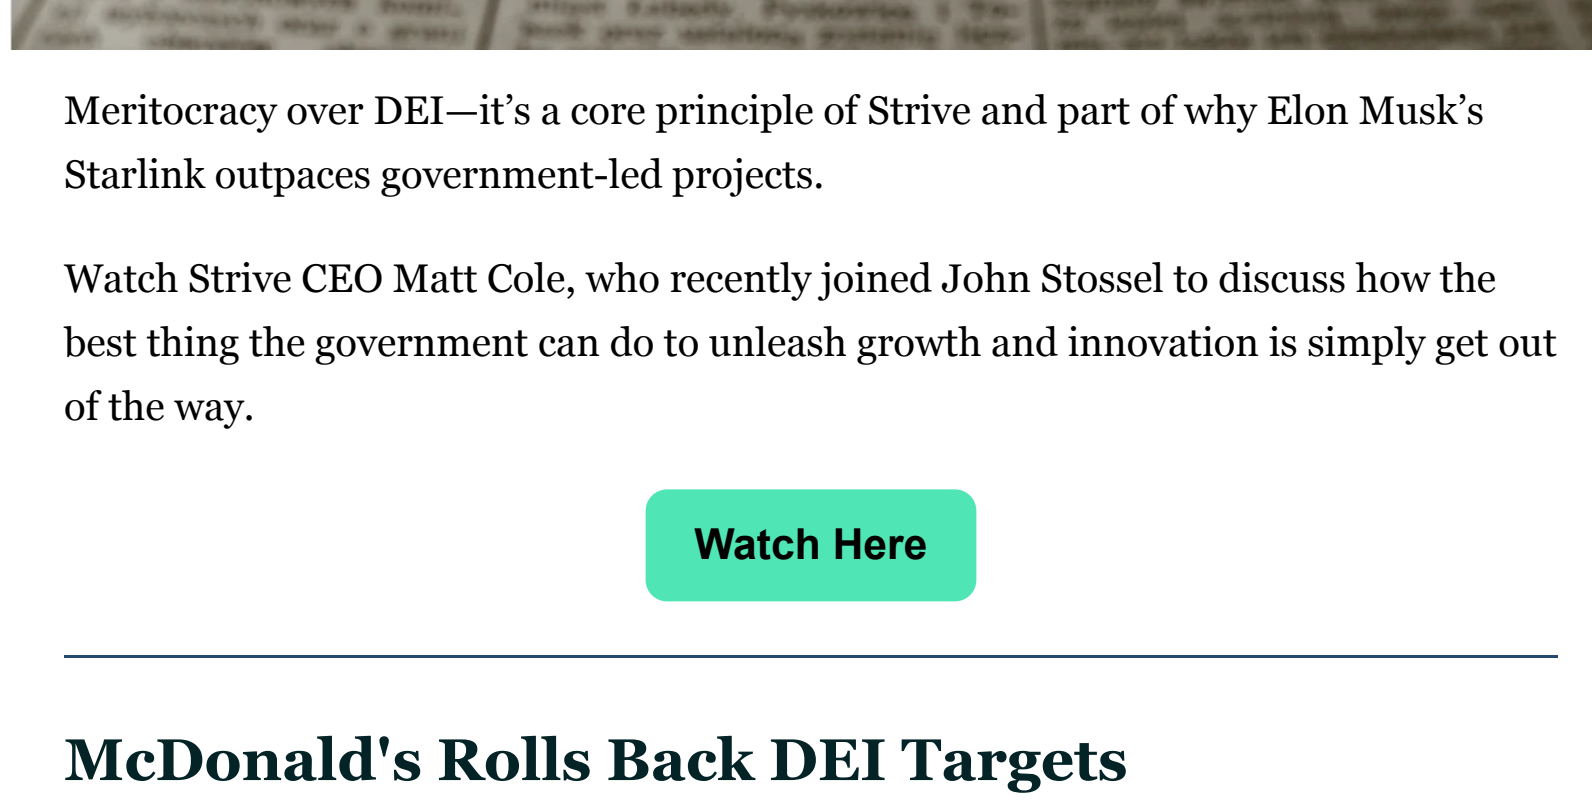 Meritocracy over DEI—it’s a core principle of Strive and part of why Elon Musk’s
Starlink outpaces government-led projects.
Watch Strive CEO Matt Cole, who recently joined John Stossel to discuss how the
best thing the government can do to unleash growth and innovation is simply get out
of the way.
Watch Here
McDonald's Rolls Back DEI Targets